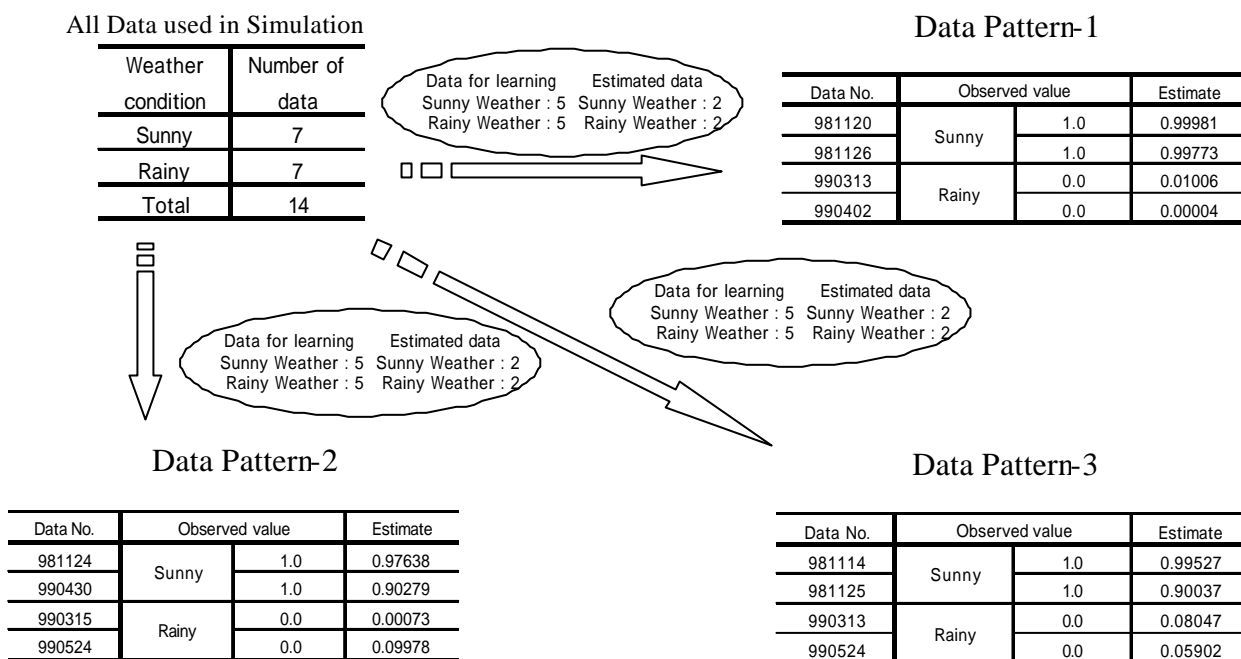 All Data used in Simulation
Weather condition | Number of data
Sunny | 7
Rainy | 7
Total | 14
Data for learning Estimated data
Sunny Weather : 5 Sunny Weather : 2
Rainy Weather : 5 Rainy Weather : 2
Data Pattern-1
Data No. | Observed value | Estimate
981120 | Sunny | 1.0 | 0.99981
981126 | 1.0 | 0.99773
990313 | Rainy | 0.0 | 0.01006
990402 | 0.0 | 0.00004
Data for learning Estimated data
Sunny Weather : 5 Sunny Weather : 2
Rainy Weather : 5 Rainy Weather : 2
Data for learning Estimated data
Sunny Weather : 5 Sunny Weather : 2
Rainy Weather : 5 Rainy Weather : 2
Data Pattern-2
Data No. | Observed value | Estimate
981124 | Sunny | 1.0 | 0.97638
990430 | 1.0 | 0.90279
990315 | Rainy | 0.0 | 0.00073
990524 | 0.0 | 0.09978
Data Pattern-3
Data No. | Observed value | Estimate
981114 | Sunny | 1.0 | 0.99527
981125 | 1.0 | 0.90037
990313 | Rainy | 0.0 | 0.08047
990524 | 0.0 | 0.05902